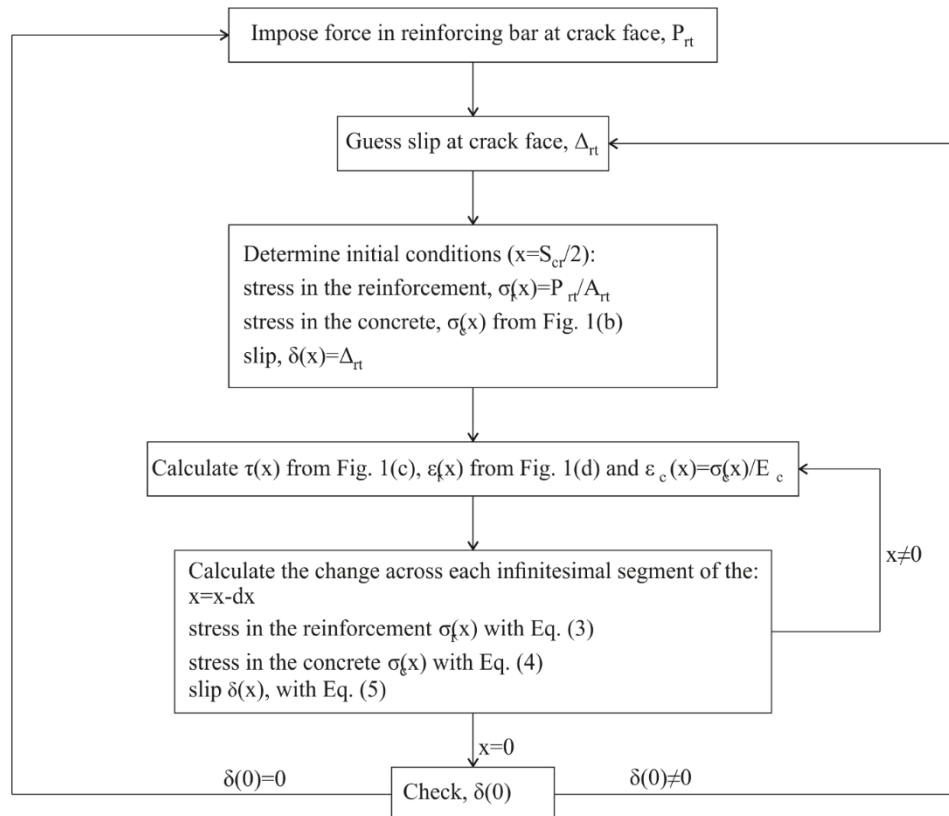 Impose force in reinforcing bar at crack face, P_rt
Guess slip at crack face, Δ_rt
Determine initial conditions (x=S_cr/2):
stress in the reinforcement, σ_r(x)=P_rt/A_rt
stress in the concrete, σ_c(x) from Fig. 1(b)
slip, δ(x)=Δ_rt
Calculate τ(x) from Fig. 1(c), ε_r(x) from Fig. 1(d) and ε_c(x)=σ_c(x)/E_c
x≠0
Calculate the change across each infinitesimal segment of the:
x=x-dx
stress in the reinforcement σ_r(x) with Eq. (3)
stress in the concrete σ_c(x) with Eq. (4)
slip δ(x), with Eq. (5)
x=0
δ(0)=0
Check, δ(0)
δ(0)≠0